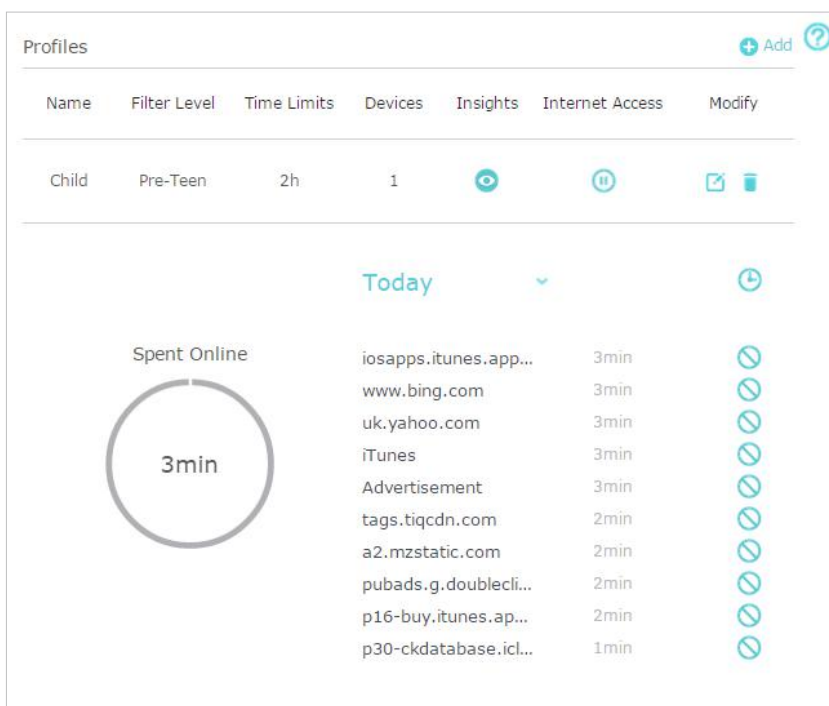 Profiles Add ?
Name Filter Level Time Limits Devices Insights Internet Access Modify
Child Pre-Teen 2h 1
Today
Spent Online
3min
iosapps.itunes.app... 3min
www.bing.com 3min
uk.yahoo.com 3min
iTunes 3min
Advertisement 3min
tags.tiqcdn.com 2min
a2.mzstatic.com 2min
pubads.g.doublecli... 2min
p16-buy.itunes.ap... 2min
p30-ckdatabase.icl... 1min